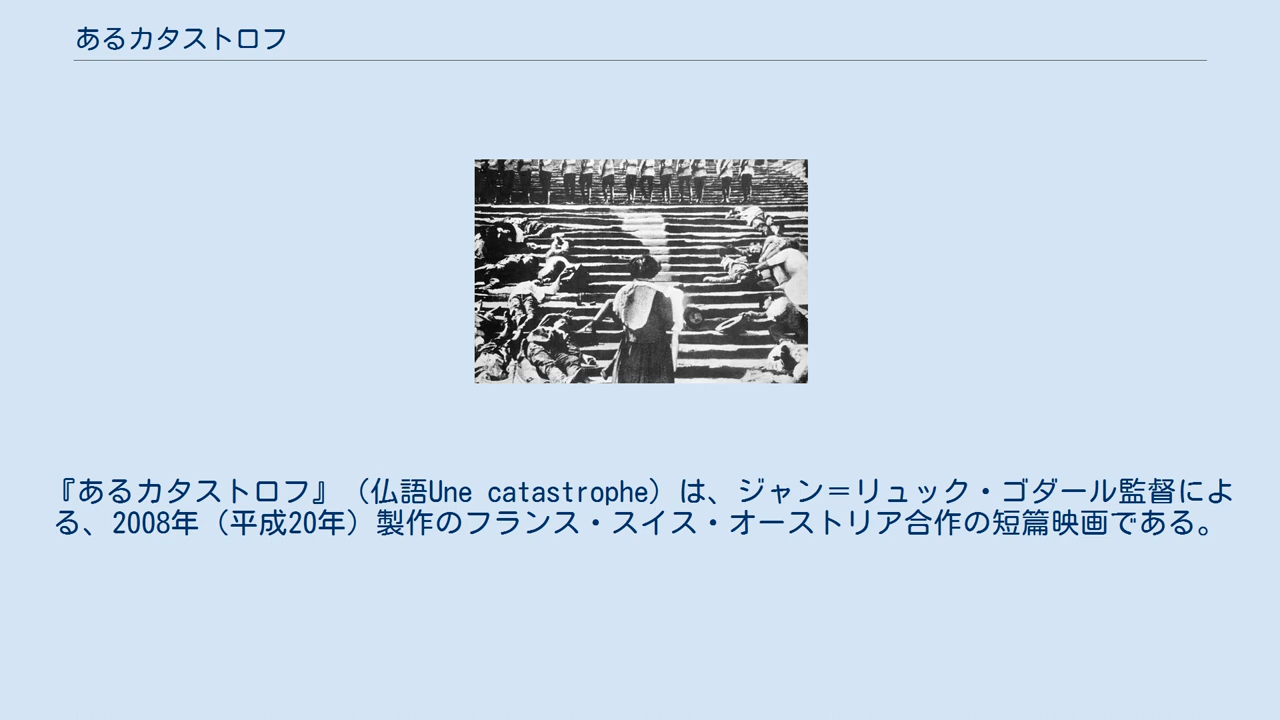 あるカタストロフ
『あるカタストロフ』（仏語Une catastrophe）は、ジャン＝リュック・ゴダール監督によ
る、2008年（平成20年）製作のフランス・スイス・オーストリア合作の短篇映画である。